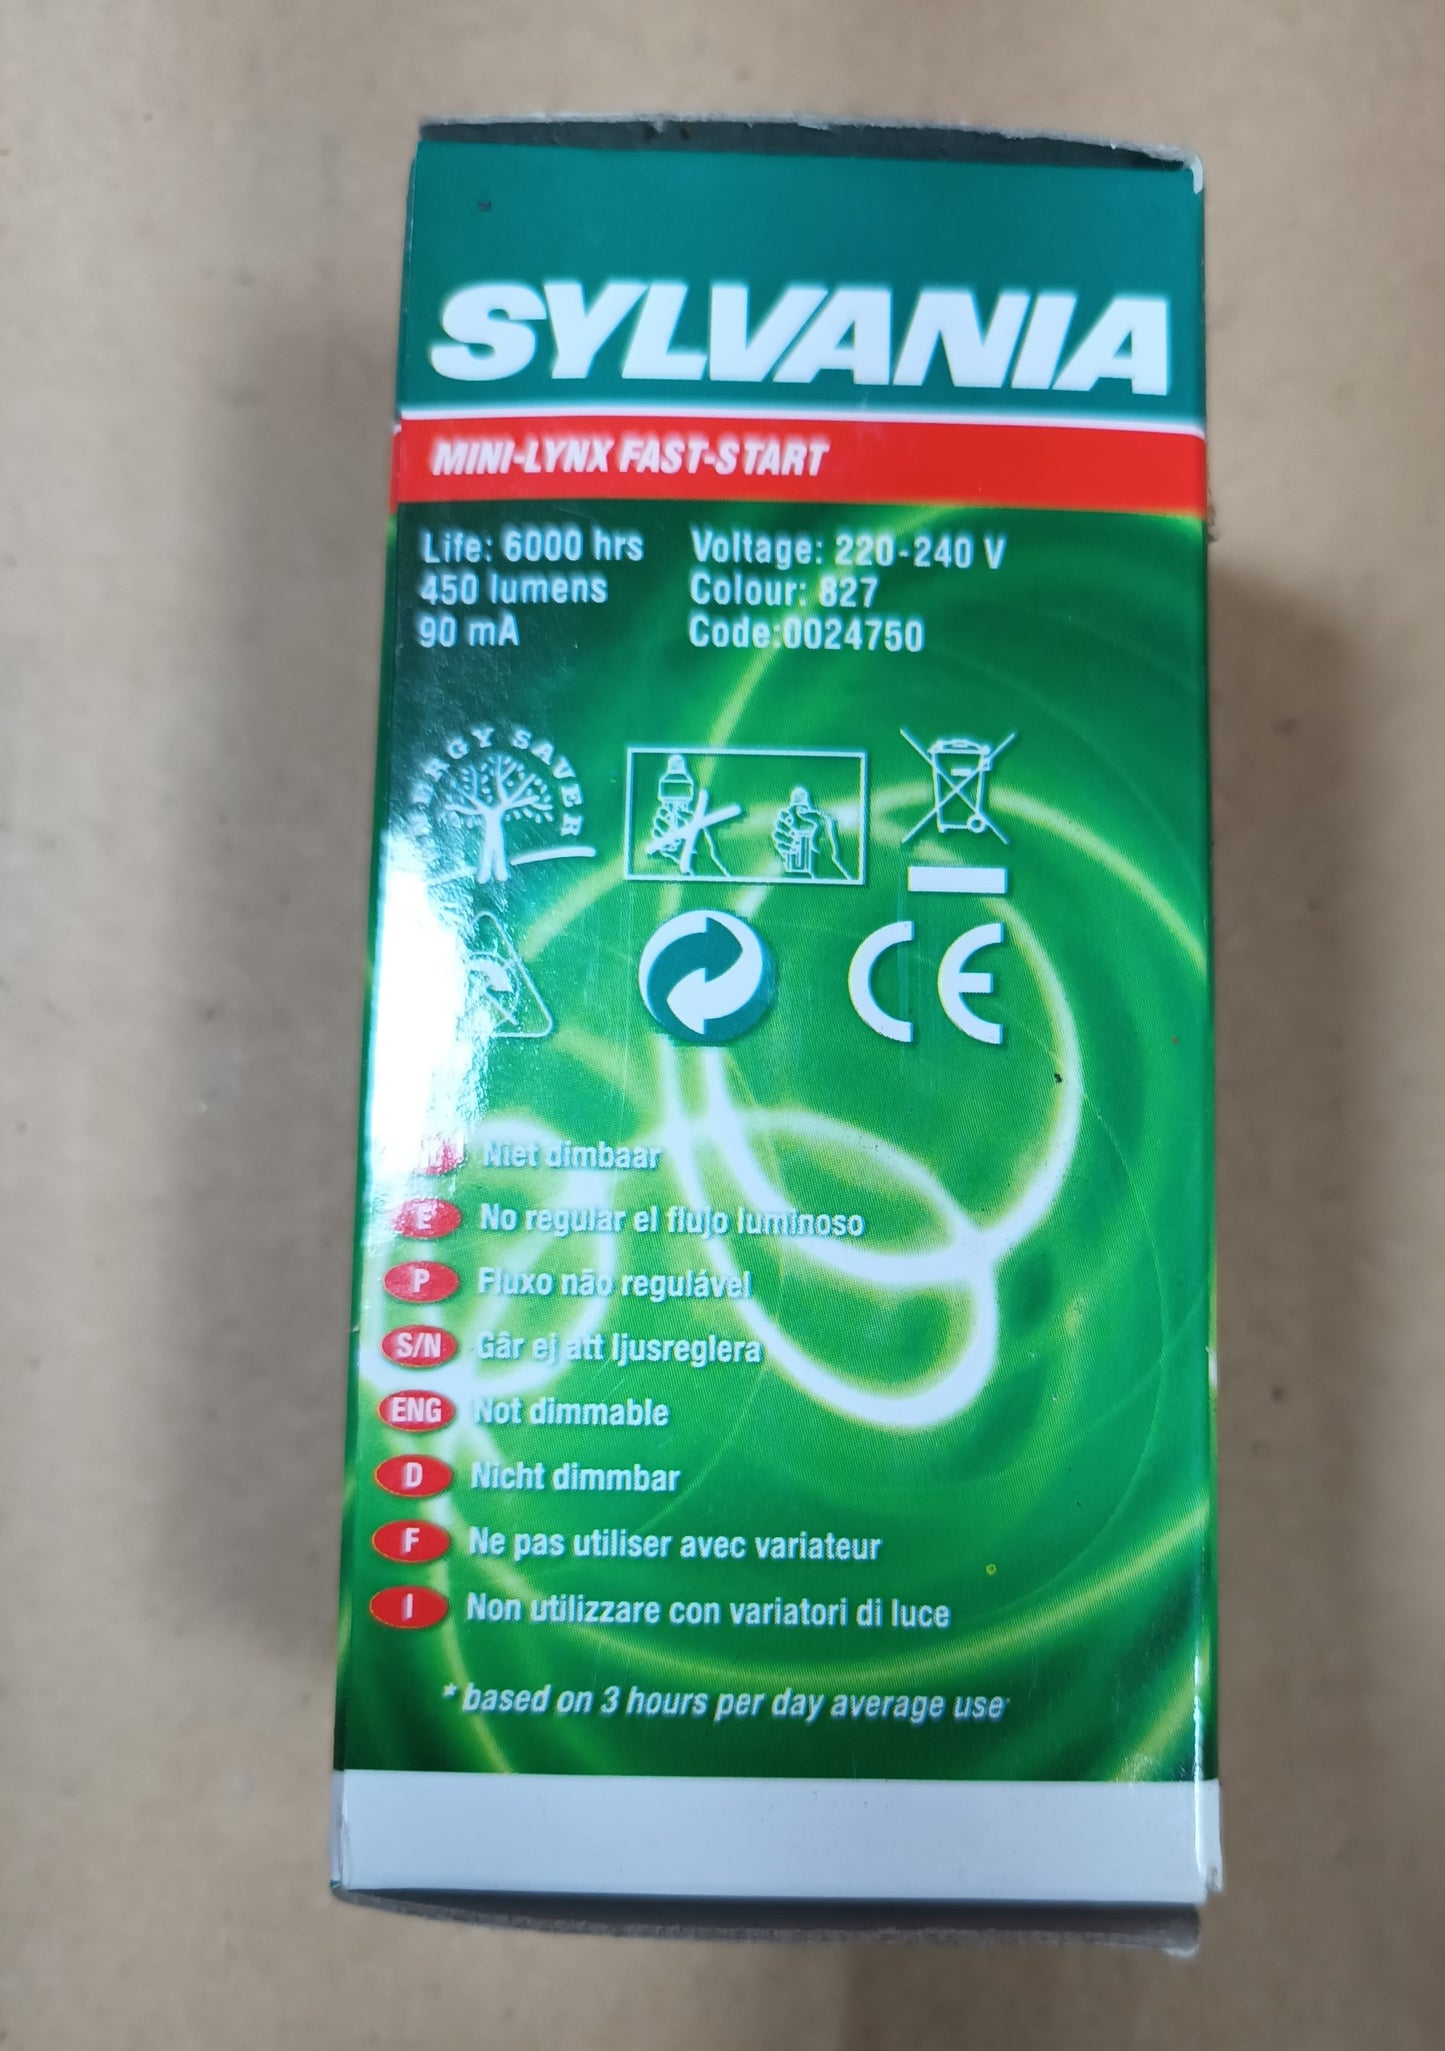 SYLVANIA
MINI-LYNX FAST-START
Life: 6000 hrs Voltage: 220-240 V
450 lumens Colour: 827
90 mA Code:0024750
ENERGY SAVER
CE
NL Niet dimbaar
E No regular el flujo luminoso
P Fluxo não regulável
S/N Går ej att ljusreglera
ENG Not dimmable
D Nicht dimmbar
F Ne pas utiliser avec variateur
I Non utilizzare con variatori di luce
* based on 3 hours per day average use